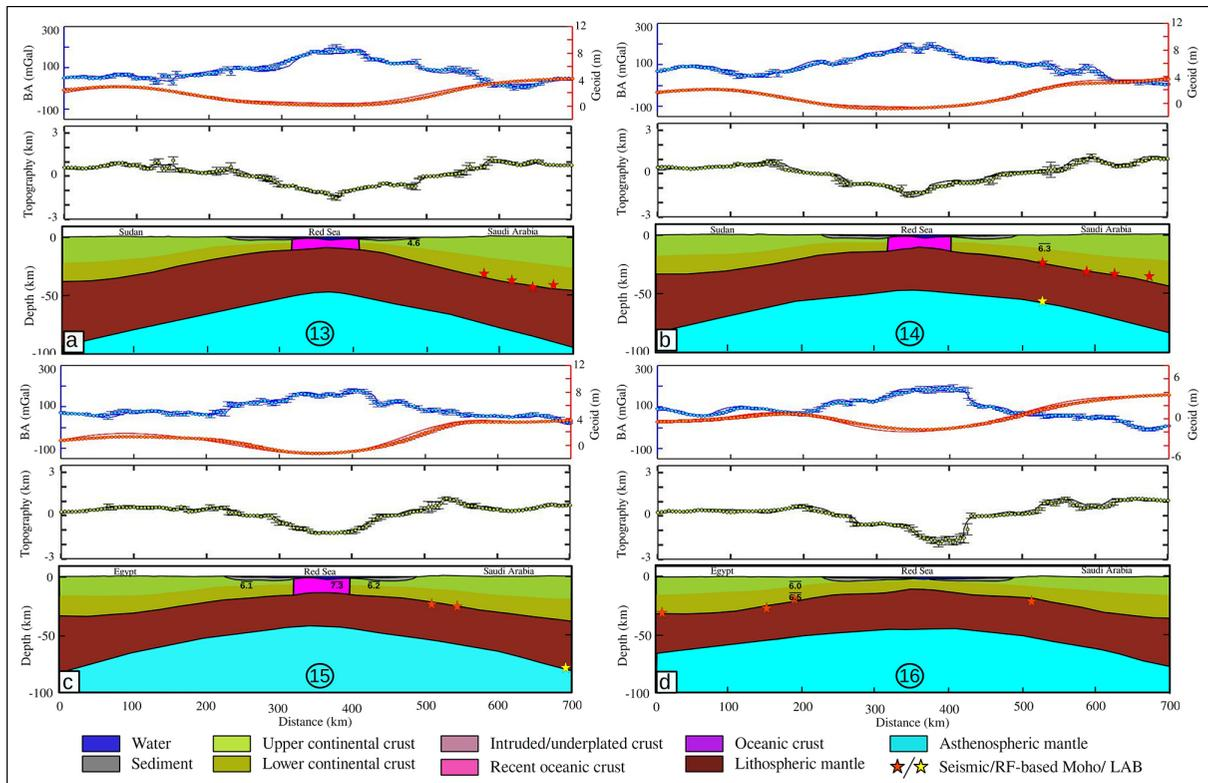 300
BA (mGal)
100
-100
12
8
4
0
Geoid (m)
3
0
-3
Topography (km)
Sudan Red Sea Saudi Arabia
0
-50
-100
Depth (km)
4.6
a
13
300
BA (mGal)
100
-100
12
8
4
0
Geoid (m)
3
0
-3
Topography (km)
Sudan Red Sea Saudi Arabia
0
-50
-100
Depth (km)
6.3
b
14
300
BA (mGal)
100
-100
12
8
4
0
Geoid (m)
3
0
-3
Topography (km)
Egypt Red Sea Saudi Arabia
0
-50
-100
Depth (km)
6.1 7.3 6.2
c
15
0 100 200 300 400 500 600 700
Distance (km)
300
BA (mGal)
100
-100
6
0
-6
Geoid (m)
3
0
-3
Topography (km)
Egypt Red Sea Saudi Arabia
0
-50
-100
Depth (km)
6.0
6.5
d
16
0 100 200 300 400 500 600 700
Distance (km)
Water Upper continental crust Intruded/underplated crust Oceanic crust Asthenospheric mantle
Sediment Lower continental crust Recent oceanic crust Lithospheric mantle / Seismic/RF-based Moho/ LAB